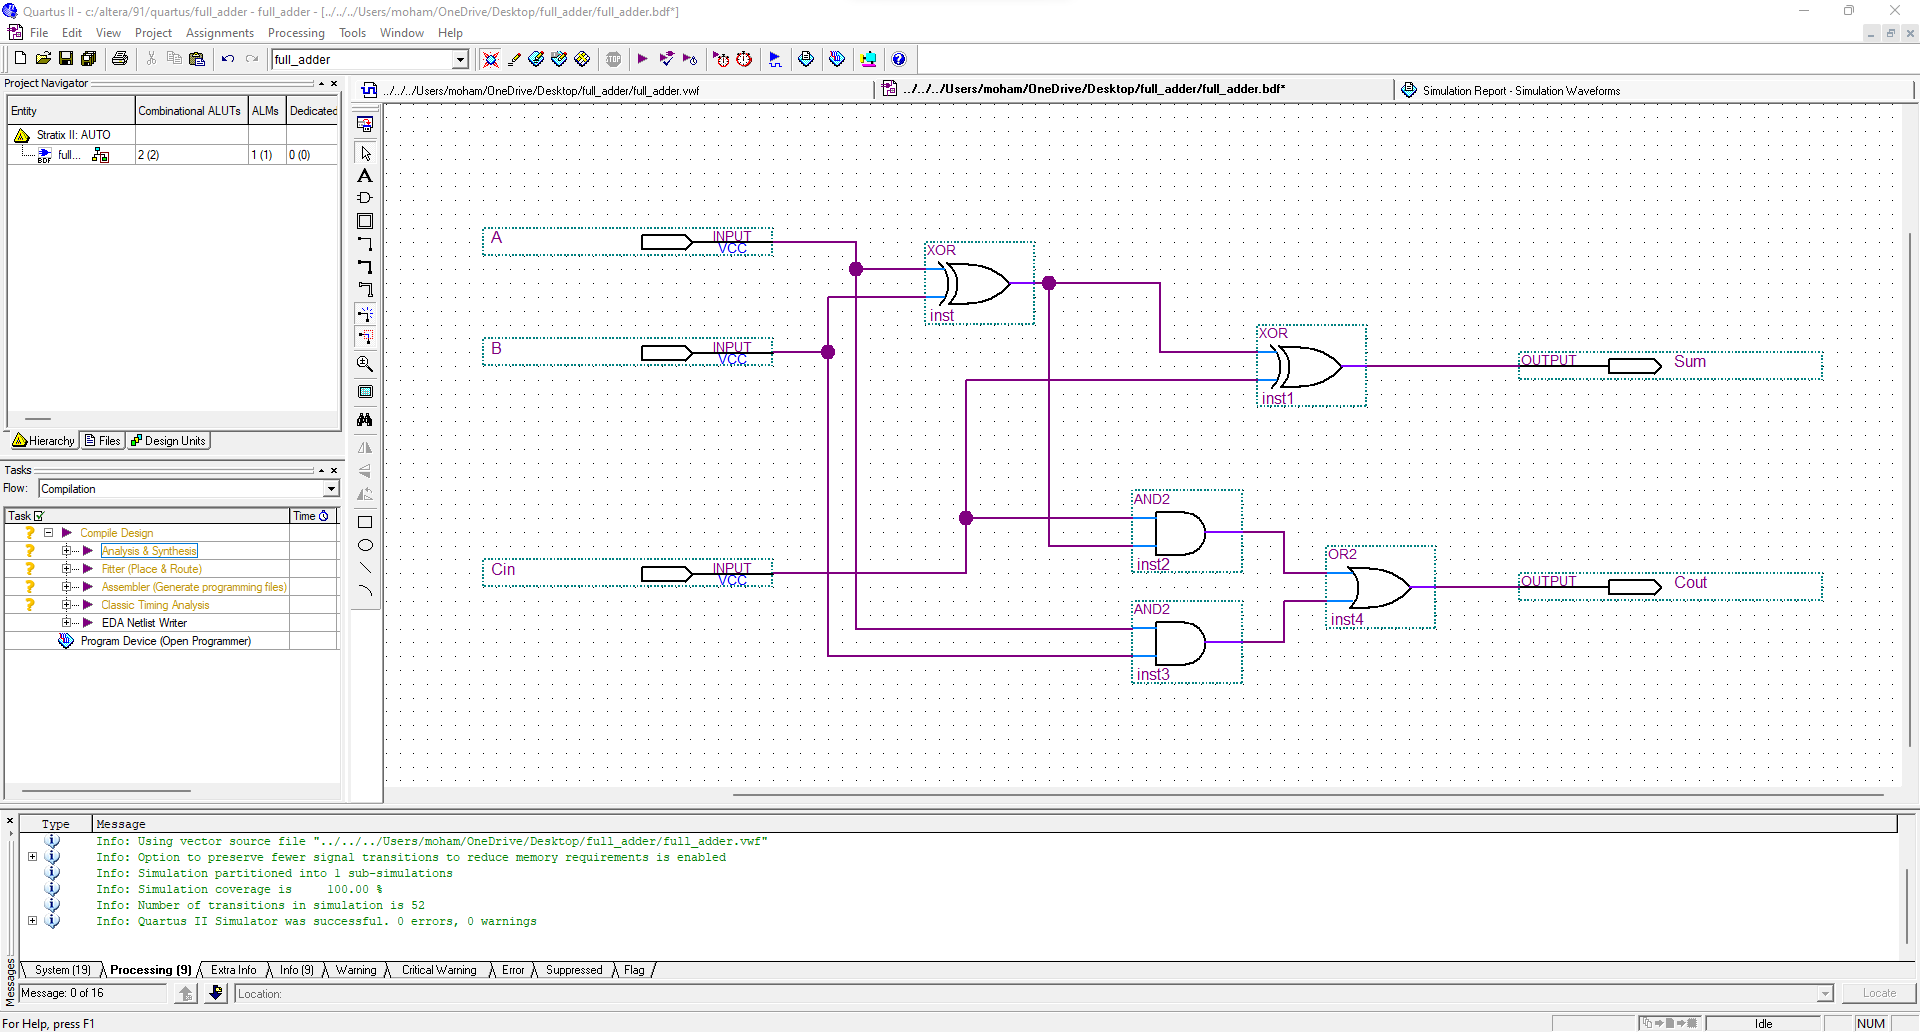 Quartus II - c:/altera/91/quartus/full_adder - full_adder - [../../../Users/moham/OneDrive/Desktop/full_adder/full_adder.bdf*]
File Edit View Project Assignments Processing Tools Window Help
full_adder
STOP
Project Navigator
../../../Users/moham/OneDrive/Desktop/full_adder/full_adder.vwf
../../../Users/moham/OneDrive/Desktop/full_adder/full_adder.bdf*
Simulation Report - Simulation Waveforms
Entity Combinational ALUTs ALMs Dedicated
Stratix II: AUTO
BDF full... 2 (2) 1 (1) 0 (0)
Hierarchy Files Design Units
Tasks
Flow: Compilation
Task Time
Compile Design
Analysis & Synthesis
Fitter (Place & Route)
Assembler (Generate programming files)
Classic Timing Analysis
EDA Netlist Writer
Program Device (Open Programmer)
A INPUT
VCC
XOR
inst
B INPUT
VCC
XOR
inst1
OUTPUT Sum
AND2
inst2
Cin INPUT
VCC
OR2
inst4
OUTPUT Cout
AND2
inst3
Type Message
Info: Using vector source file "../../../Users/moham/OneDrive/Desktop/full_adder/full_adder.vwf"
Info: Option to preserve fewer signal transitions to reduce memory requirements is enabled
Info: Simulation partitioned into 1 sub-simulations
Info: Simulation coverage is 100.00 %
Info: Number of transitions in simulation is 52
Info: Quartus II Simulator was successful. 0 errors, 0 warnings
System (19) Processing (9) Extra Info Info (9) Warning Critical Warning Error Suppressed Flag
Messages
Message: 0 of 16 Location: Locate
For Help, press F1 Idle NUM